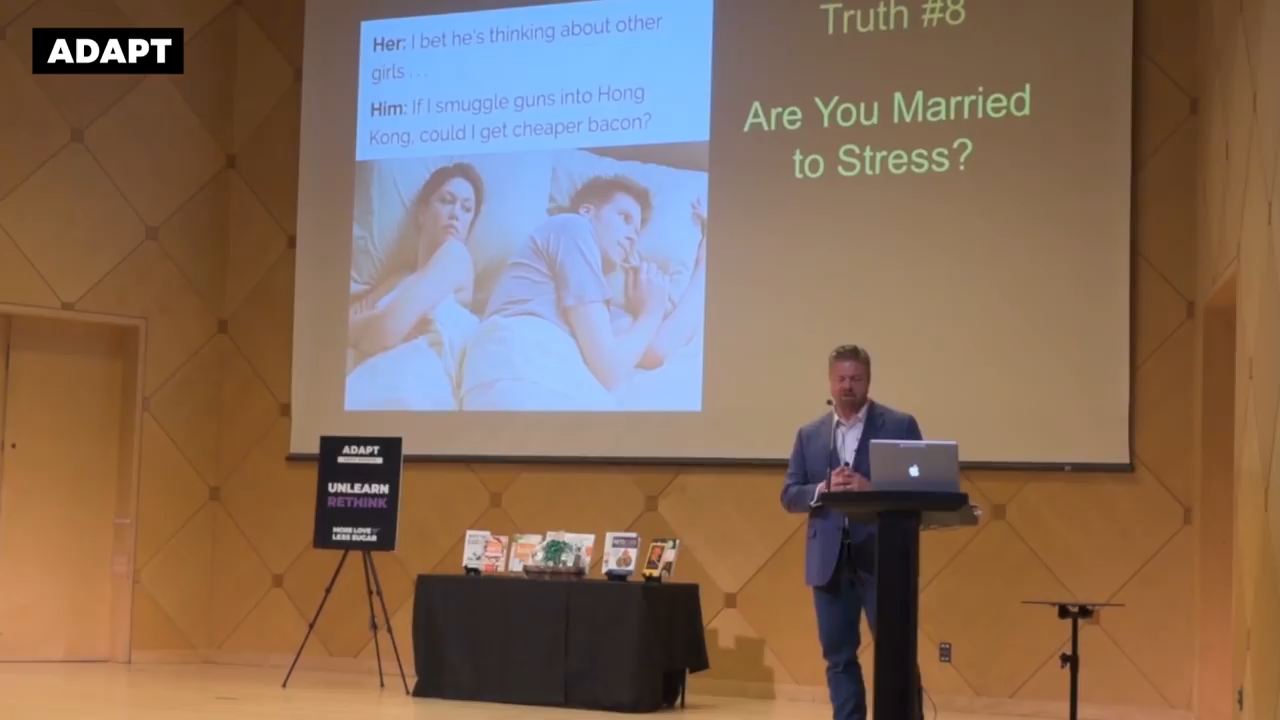 ADAPT
Her: I bet he's thinking about other
girls . . .
Him: If I smuggle guns into Hong
Kong, could I get cheaper bacon?
Truth #8
Are You Married
to Stress?
ADAPT
UNLEARN
RETHINK
MORE LOVE
LESS SUGAR